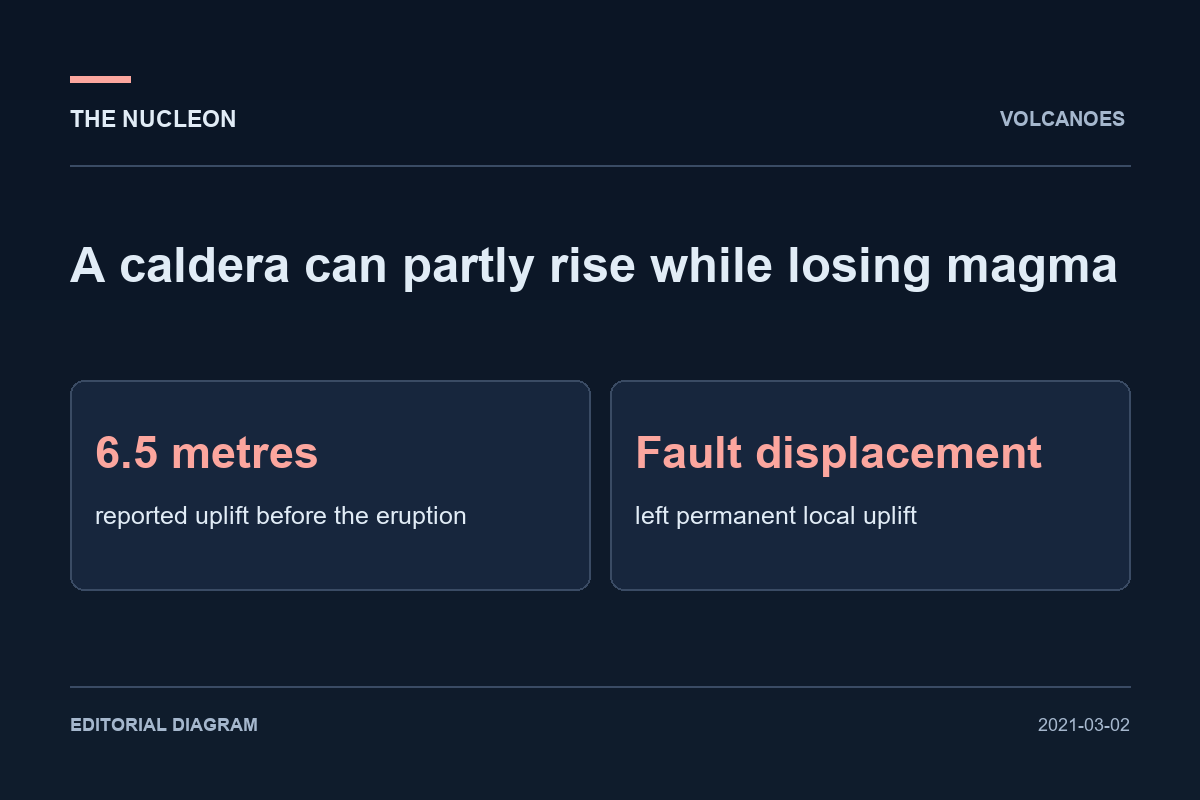 THE NUCLEON
VOLCANOES
A caldera can partly rise while losing magma
6.5 metres
reported uplift before the eruption
Fault displacement
left permanent local uplift
EDITORIAL DIAGRAM
2021-03-02